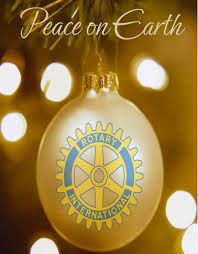 Peace on Earth
ROTARY
INTERNATIONAL